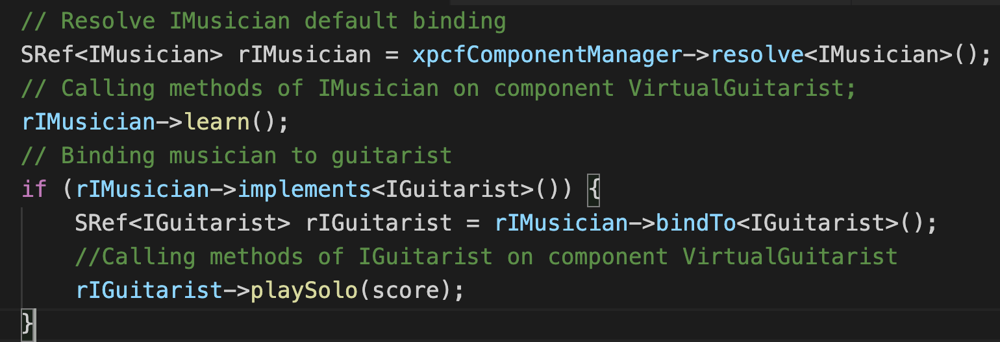 // Resolve IMusician default binding
SRef<IMusician> rIMusician = xpcfComponentManager->resolve<IMusician>();
// Calling methods of IMusician on component VirtualGuitarist;
rIMusician->learn();
// Binding musician to guitarist
if (rIMusician->implements<IGuitarist>()) {
    SRef<IGuitarist> rIGuitarist = rIMusician->bindTo<IGuitarist>();
    //Calling methods of IGuitarist on component VirtualGuitarist
    rIGuitarist->playSolo(score);
}